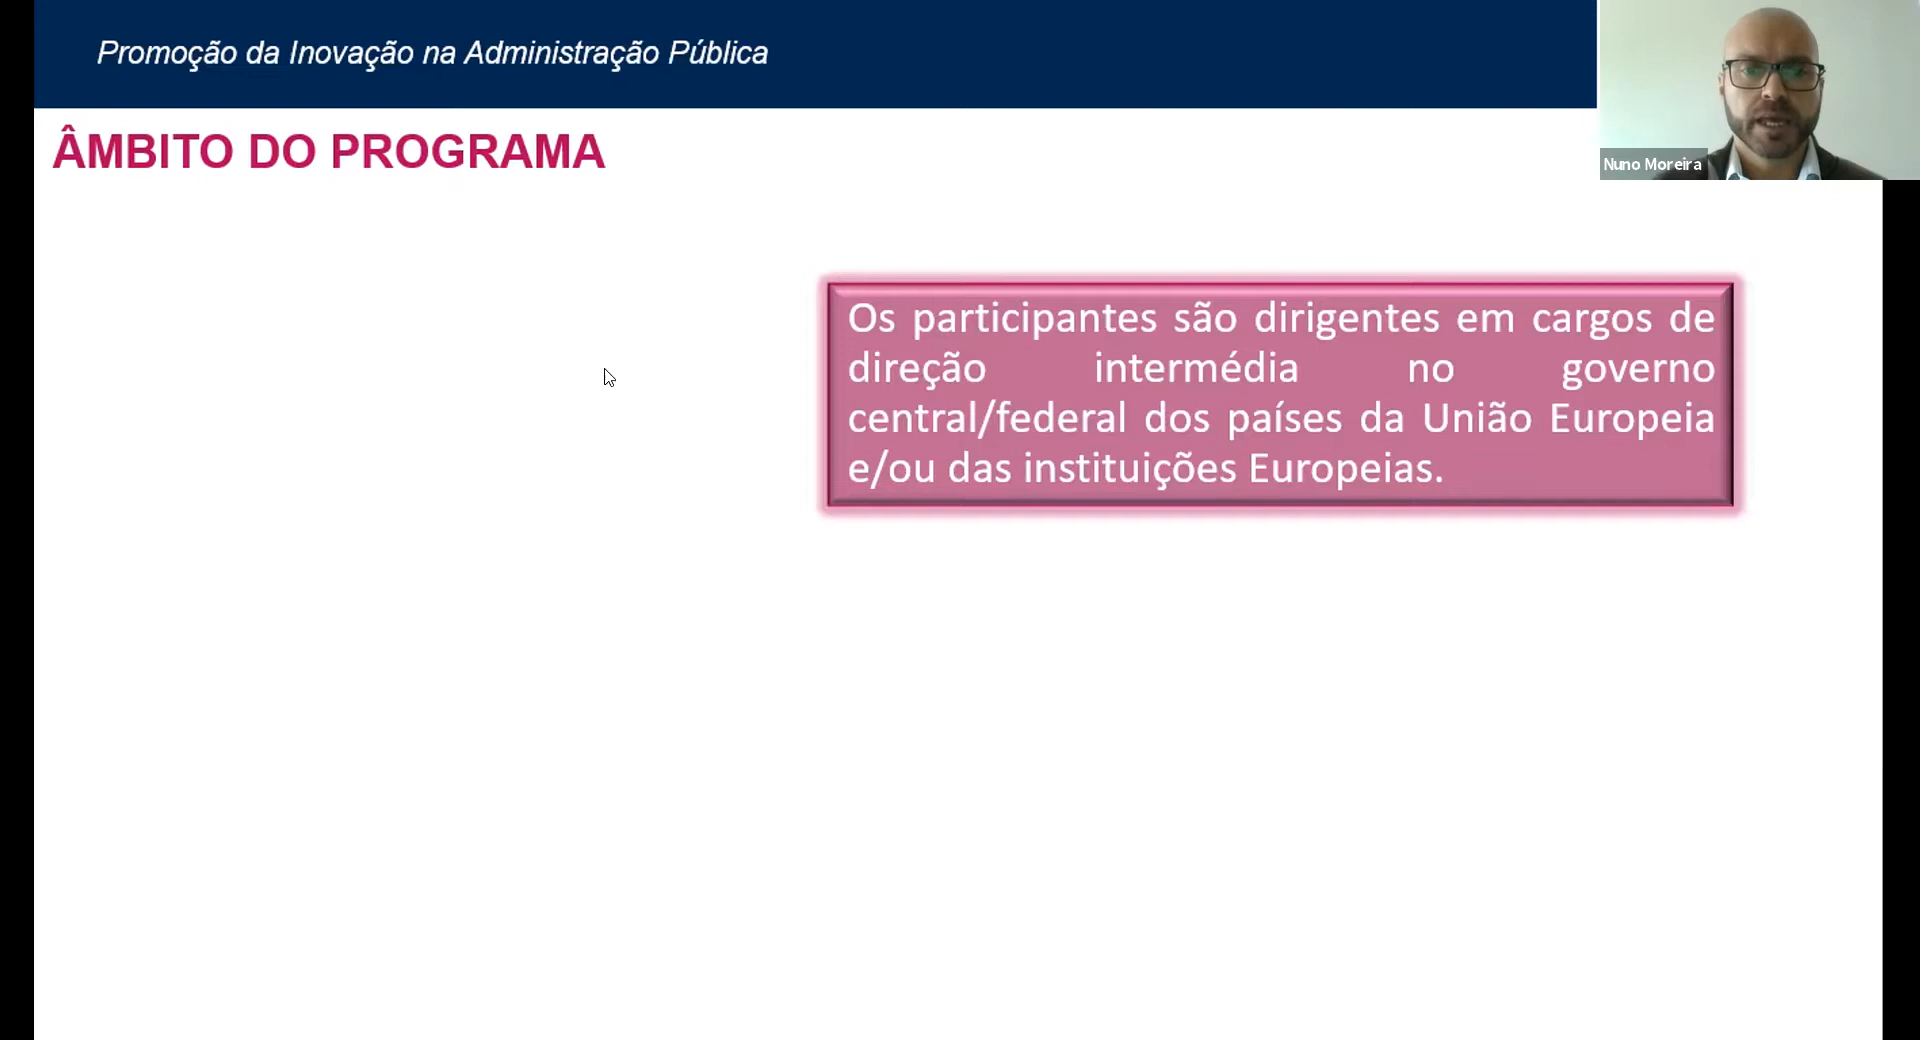 Promoção da Inovação na Administração Pública
Nuno Moreira
ÂMBITO DO PROGRAMA
Os participantes são dirigentes em cargos de
direção intermédia no governo
central/federal dos países da União Europeia
e/ou das instituições Europeias.